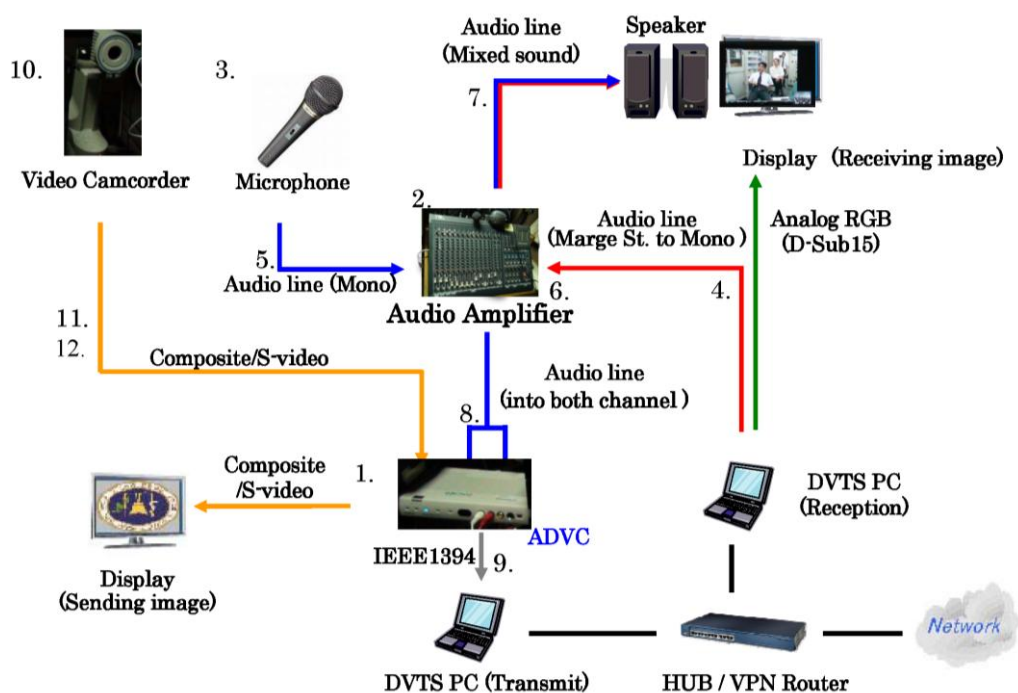 10.
3.
Audio line
(Mixed sound)
7.
Speaker
Video Camcorder
Microphone
2.
Display (Receiving image)
Audio line
(Marge St. to Mono )
Analog RGB
(D-Sub15)
5.
Audio line (Mono)
6.
4.
Audio Amplifier
11.
12.
Composite/S-video
Audio line
(into both channel )
8.
Composite
/S-video
1.
DVTS PC
(Reception)
ADVC
IEEE1394
9.
Display
(Sending image)
Network
DVTS PC (Transmit)
HUB / VPN Router